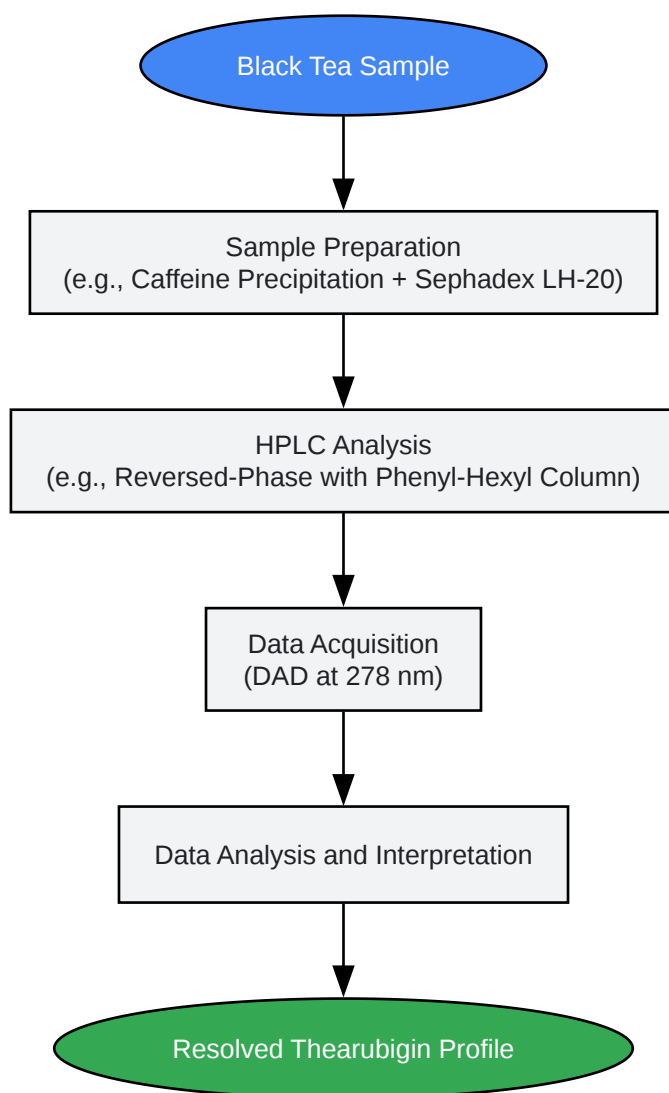 Black Tea Sample
Sample Preparation
(e.g., Caffeine Precipitation + Sephadex LH-20)
HPLC Analysis
(e.g., Reversed-Phase with Phenyl-Hexyl Column)
Data Acquisition
(DAD at 278 nm)
Data Analysis and Interpretation
Resolved Thearubigin Profile